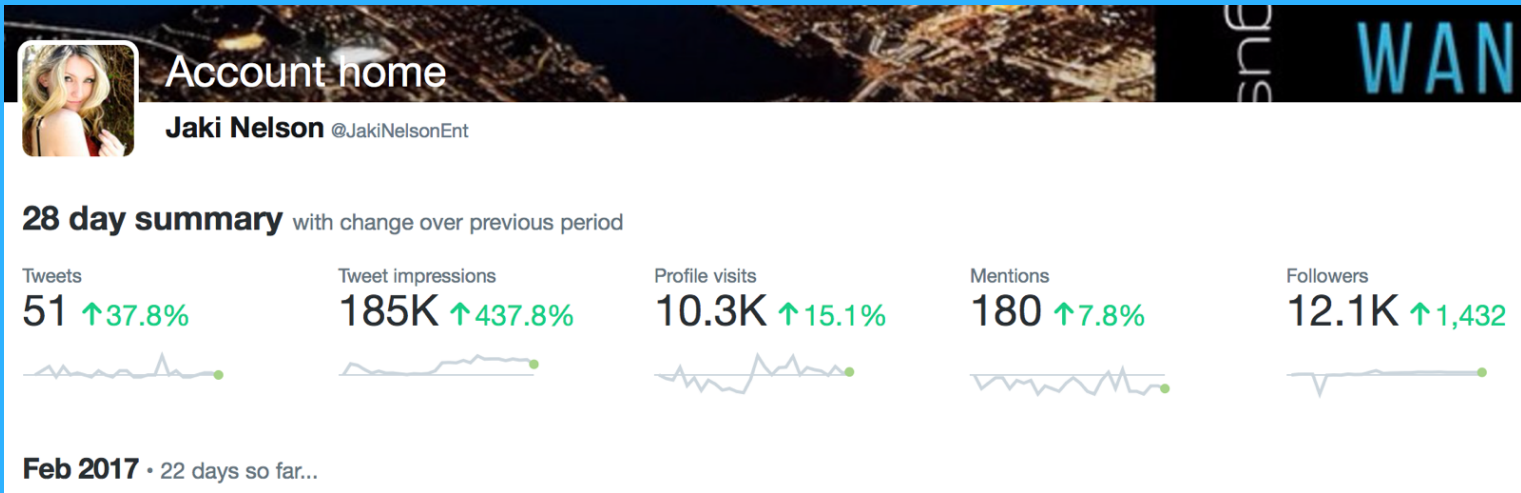 gus
WAN
Account home
Jaki Nelson @JakiNelsonEnt
28 day summary with change over previous period
Tweets
51 ↑37.8%
Tweet impressions
185K ↑437.8%
Profile visits
10.3K ↑15.1%
Mentions
180 ↑7.8%
Followers
12.1K ↑1,432
Feb 2017 • 22 days so far...